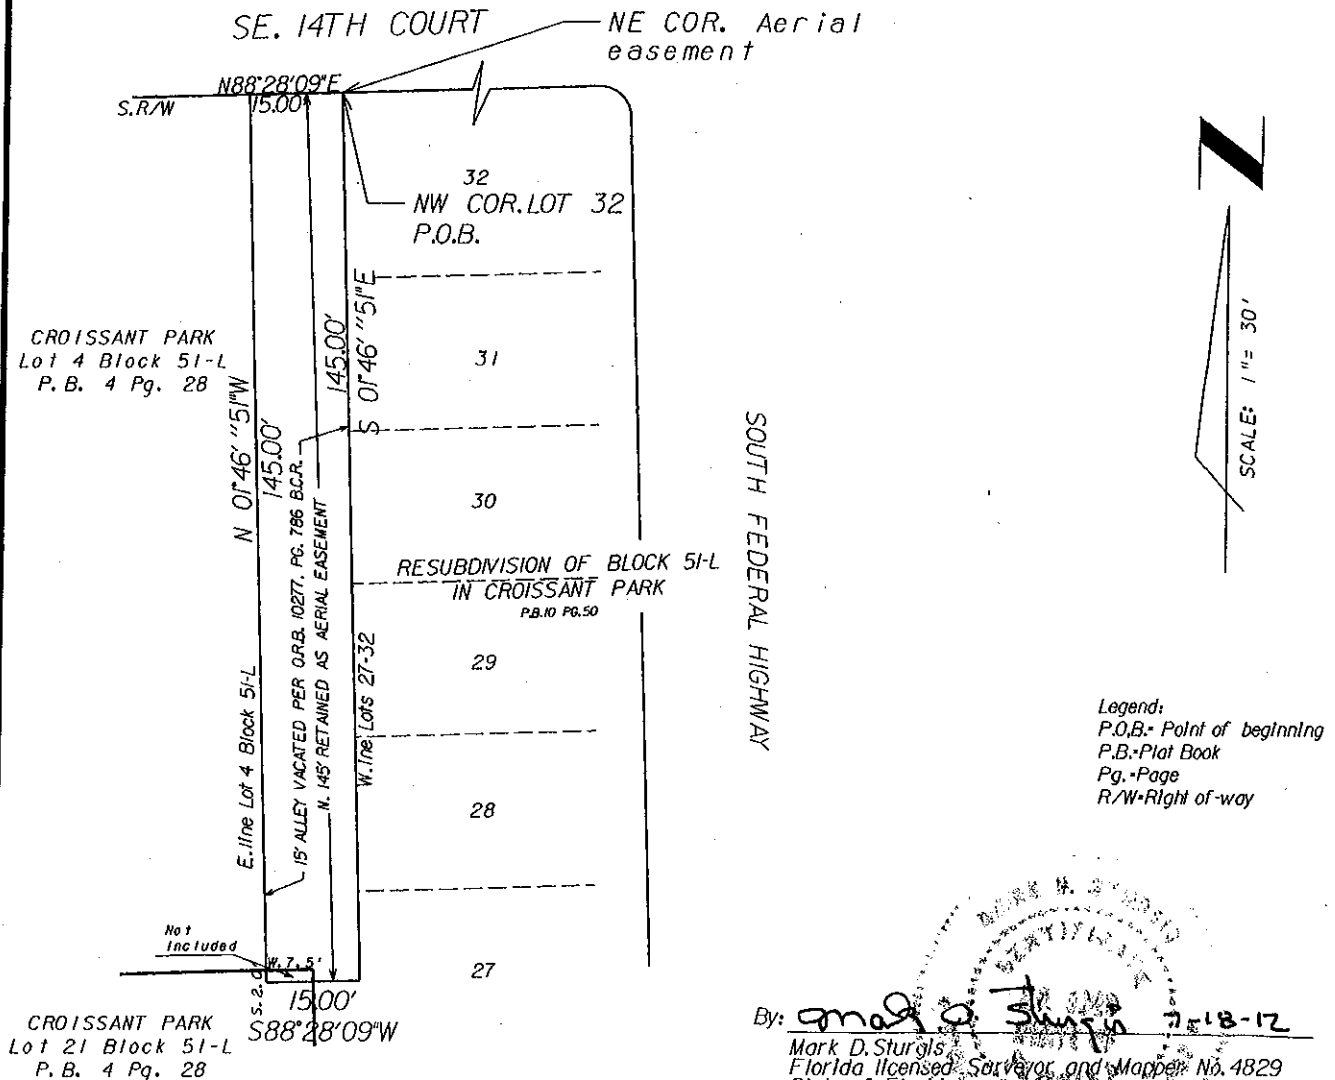 SE. 14TH COURT
NE COR. Aerial
easement
N88°28'09"E
15.00'
S.R/W
32
NW COR. LOT 32
P.O.B.
CROISSANT PARK
Lot 4 Block 51-L
P.B. 4 Pg. 28
N 01°46'"51"W
145.00'
15' ALLEY VACATED PER O.R.B. 10277, PG. 786 B.C.R.
N. 145' RETAINED AS AERIAL EASEMENT
145.00'
S 01°46'"51"E
31
30
RESUBDIVISION OF BLOCK 51-L
IN CROISSANT PARK
P.B.10 PG.50
29
28
27
E.line Lot 4 Block 51-L
W.line Lots 27-32
SOUTH FEDERAL HIGHWAY
SCALE: 1"= 30'
Legend:
P.O.B.- Point of beginning
P.B.-Plat Book
Pg.-Page
R/W-Right of-way
Not
Included
W.7.5'
S.2.0'
15.00'
S88°28'09"W
CROISSANT PARK
Lot 21 Block 51-L
P.B. 4 Pg. 28
By: Mark D. Sturgis 7-18-12
Mark D. Sturgis
Florida licensed Surveyor and Mapper No. 4829